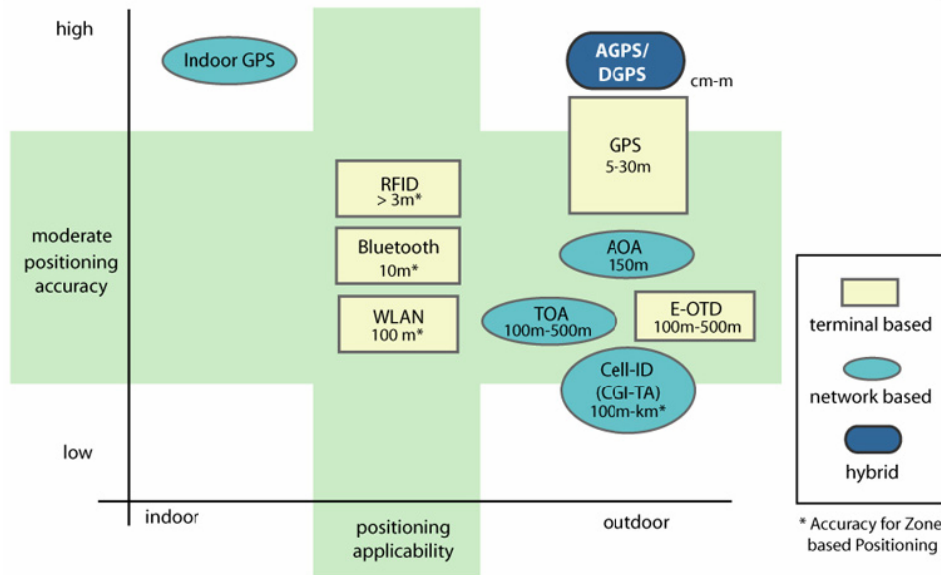 high
Indoor GPS
AGPS/
DGPS
cm-m
GPS
5-30m
RFID
> 3m*
moderate
positioning
accuracy
Bluetooth
10m*
AOA
150m
WLAN
100 m*
TOA
100m-500m
E-OTD
100m-500m
Cell-ID
(CGI-TA)
100m-km*
low
indoor
positioning
applicability
outdoor
terminal based
network based
hybrid
* Accuracy for Zone
based Positioning